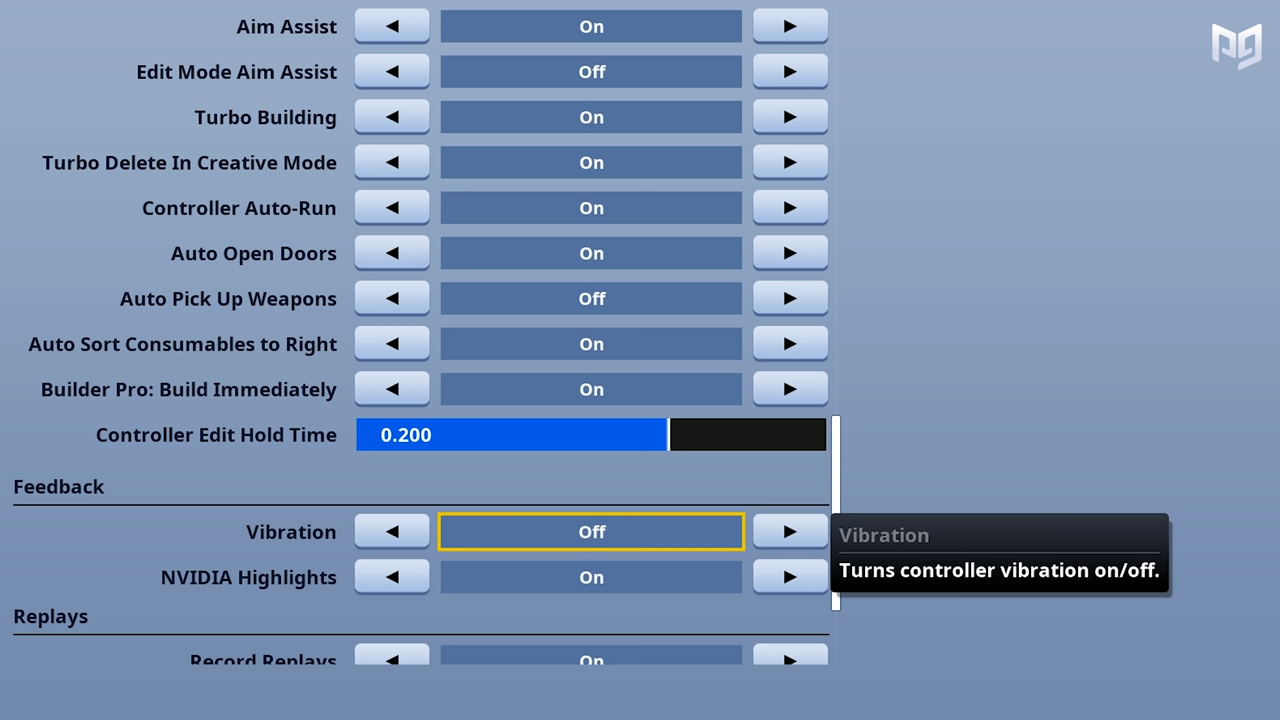 Aim Assist On
Edit Mode Aim Assist Off
Turbo Building On
Turbo Delete In Creative Mode On
Controller Auto-Run On
Auto Open Doors On
Auto Pick Up Weapons Off
Auto Sort Consumables to Right On
Builder Pro: Build Immediately On
Controller Edit Hold Time 0.200
Feedback
Vibration Off
Vibration
Turns controller vibration on/off.
NVIDIA Highlights On
Replays
Record Replays On
PG